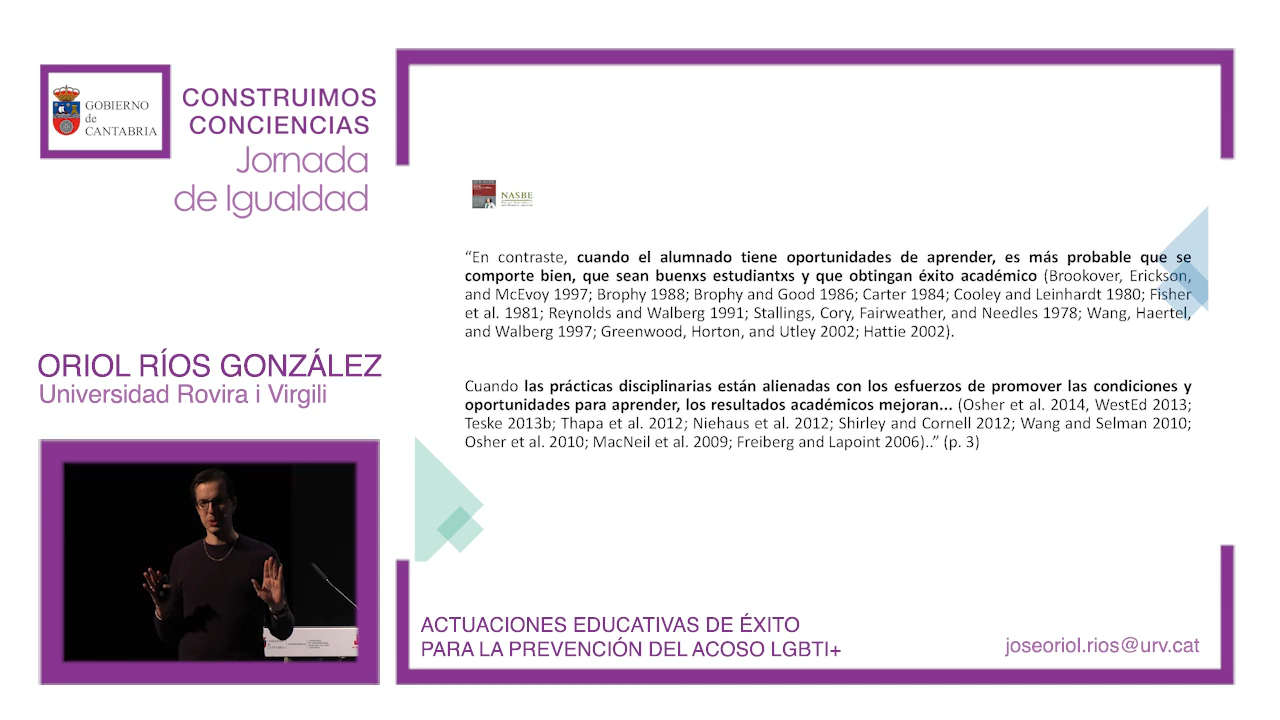 GOBIERNO
de
CANTABRIA
CONSTRUIMOS
CONCIENCIAS
Jornada
de Igualdad
ORIOL RÍOS GONZÁLEZ
Universidad Rovira i Virgili
NASBE
“En contraste, cuando el alumnado tiene oportunidades de aprender, es más probable que se
comporte bien, que sean buenxs estudiantxs y que obtingan éxito académico (Brookover, Erickson,
and McEvoy 1997; Brophy 1988; Brophy and Good 1986; Carter 1984; Cooley and Leinhardt 1980; Fisher
et al. 1981; Reynolds and Walberg 1991; Stallings, Cory, Fairweather, and Needles 1978; Wang, Haertel,
and Walberg 1997; Greenwood, Horton, and Utley 2002; Hattie 2002).
Cuando las prácticas disciplinarias están alienadas con los esfuerzos de promover las condiciones y
oportunidades para aprender, los resultados académicos mejoran... (Osher et al. 2014, WestEd 2013;
Teske 2013b; Thapa et al. 2012; Niehaus et al. 2012; Shirley and Cornell 2012; Wang and Selman 2010;
Osher et al. 2010; MacNeil et al. 2009; Freiberg and Lapoint 2006)..” (p. 3)
ACTUACIONES EDUCATIVAS DE ÉXITO
PARA LA PREVENCIÓN DEL ACOSO LGBTI+
joseoriol.rios@urv.cat